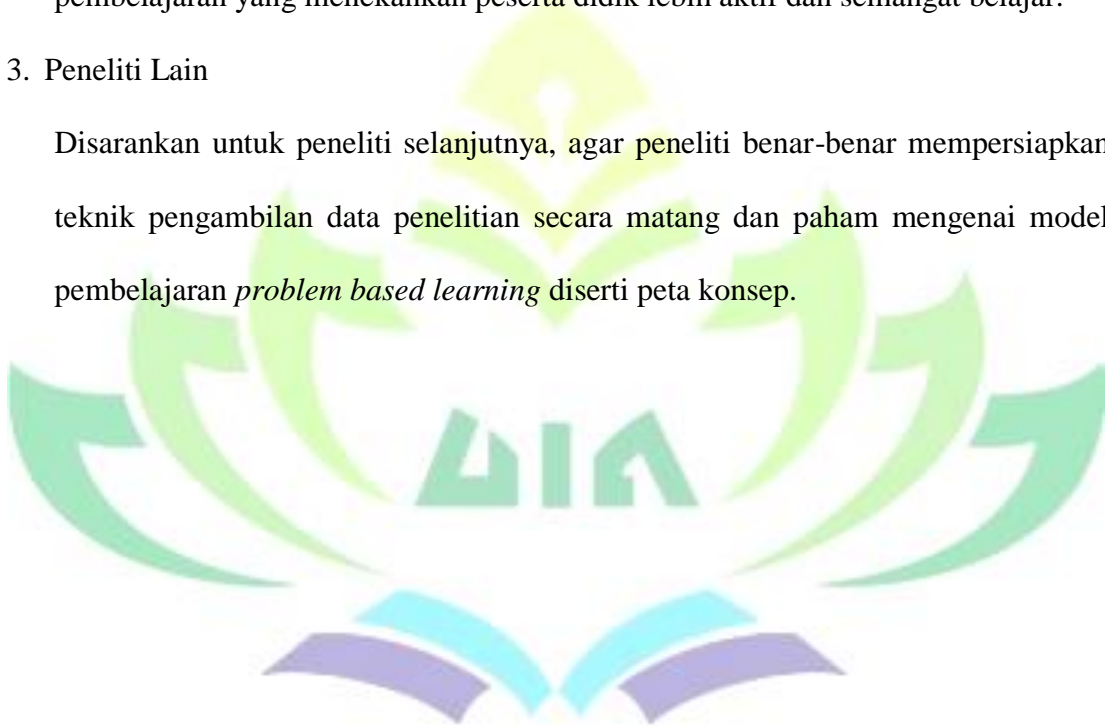 pembelajaran yang menekankan peserta didik lebih aktif dan semangat belajar.
3. Peneliti Lain
Disarankan untuk peneliti selanjutnya, agar peneliti benar-benar mempersiapkan
teknik pengambilan data penelitian secara matang dan paham mengenai model
pembelajaran problem based learning diserti peta konsep.
UIN